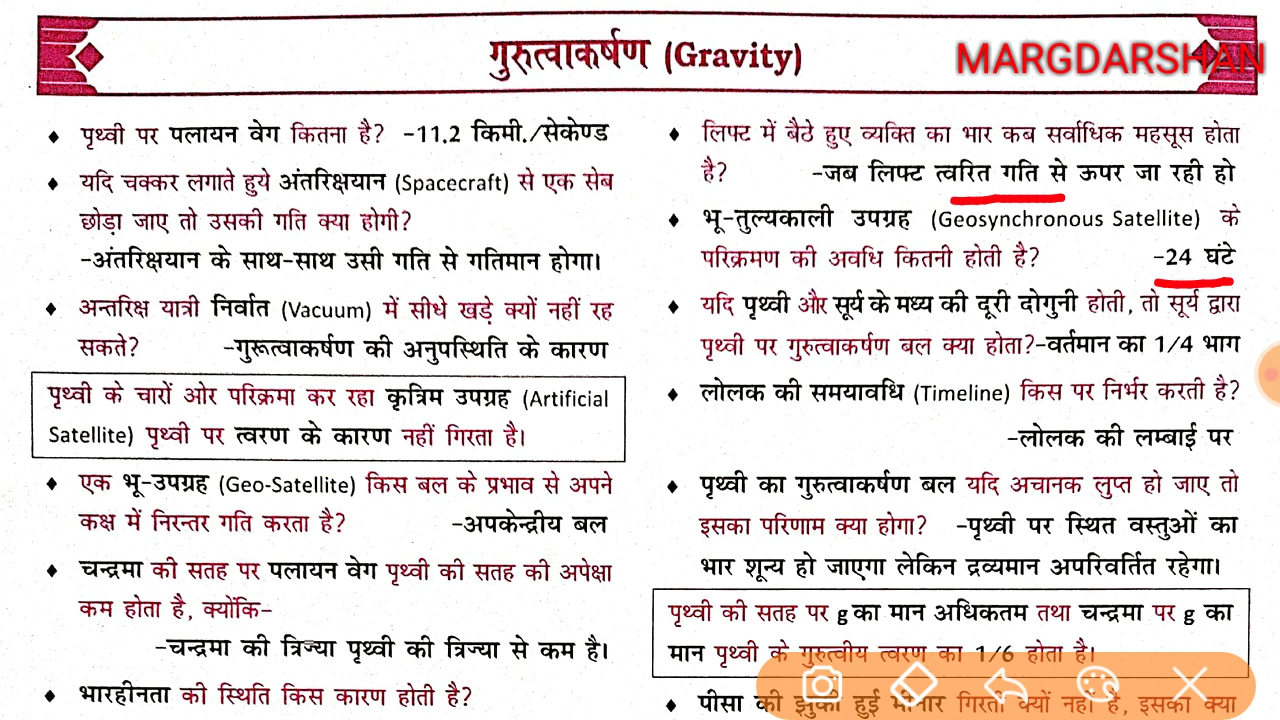 गुरुत्वाकर्षण (Gravity)
MARGDARSHAN
♦ पृथ्वी पर पलायन वेग कितना है? -11.2 किमी./सेकेण्ड
♦ यदि चक्कर लगाते हुये अंतरिक्षयान (Spacecraft) से एक सेब
छोड़ा जाए तो उसकी गति क्या होगी?
-अंतरिक्षयान के साथ-साथ उसी गति से गतिमान होगा।
♦ अन्तरिक्ष यात्री निर्वात (Vacuum) में सीधे खड़े क्यों नहीं रह
सकते? -गुरूत्वाकर्षण की अनुपस्थिति के कारण
पृथ्वी के चारों ओर परिक्रमा कर रहा कृत्रिम उपग्रह (Artificial
Satellite) पृथ्वी पर त्वरण के कारण नहीं गिरता है।
♦ एक भू-उपग्रह (Geo-Satellite) किस बल के प्रभाव से अपने
कक्ष में निरन्तर गति करता है? -अपकेन्द्रीय बल
♦ चन्द्रमा की सतह पर पलायन वेग पृथ्वी की सतह की अपेक्षा
कम होता है, क्योंकि-
-चन्द्रमा की त्रिज्या पृथ्वी की त्रिज्या से कम है।
♦ भारहीनता की स्थिति किस कारण होती है?
♦ लिफ्ट में बैठे हुए व्यक्ति का भार कब सर्वाधिक महसूस होता
है? -जब लिफ्ट त्वरित गति से ऊपर जा रही हो
♦ भू-तुल्यकाली उपग्रह (Geosynchronous Satellite) के
परिक्रमण की अवधि कितनी होती है? -24 घंटे
♦ यदि पृथ्वी और सूर्य के मध्य की दूरी दोगुनी होती, तो सूर्य द्वारा
पृथ्वी पर गुरुत्वाकर्षण बल क्या होता?-वर्तमान का 1/4 भाग
♦ लोलक की समयावधि (Timeline) किस पर निर्भर करती है?
-लोलक की लम्बाई पर
♦ पृथ्वी का गुरुत्वाकर्षण बल यदि अचानक लुप्त हो जाए तो
इसका परिणाम क्या होगा? -पृथ्वी पर स्थित वस्तुओं का
भार शून्य हो जाएगा लेकिन द्रव्यमान अपरिवर्तित रहेगा।
पृथ्वी की सतह पर g का मान अधिकतम तथा चन्द्रमा पर g का
मान पृथ्वी के गुरुत्वीय त्वरण का 1/6 होता है।
♦ पीसा की झुकी हुई मीनार गिरती क्यों नहीं है, इसका क्या